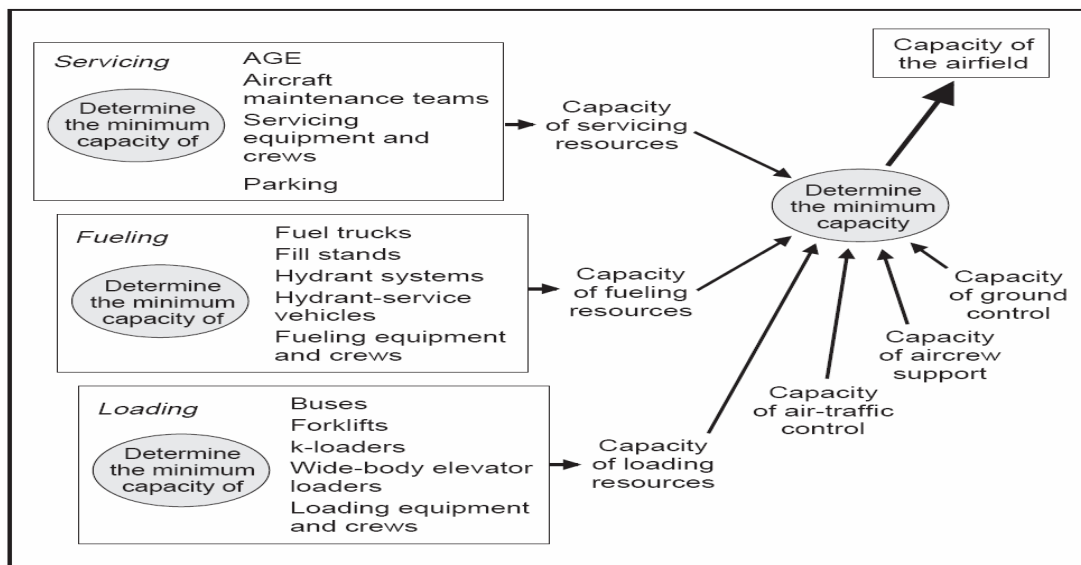 Servicing
Determine
the minimum
capacity of
AGE
Aircraft
maintenance teams
Servicing
equipment and
crews
Parking
Capacity
of servicing
resources
Fueling
Determine
the minimum
capacity of
Fuel trucks
Fill stands
Hydrant systems
Hydrant-service
vehicles
Fueling equipment
and crews
Capacity
of fueling
resources
Loading
Determine
the minimum
capacity of
Buses
Forklifts
k-loaders
Wide-body elevator
loaders
Loading equipment
and crews
Capacity
of loading
resources
Capacity
of air-traffic
control
Capacity
of aircrew
support
Capacity
of ground
control
Determine
the minimum
capacity
Capacity of
the airfield